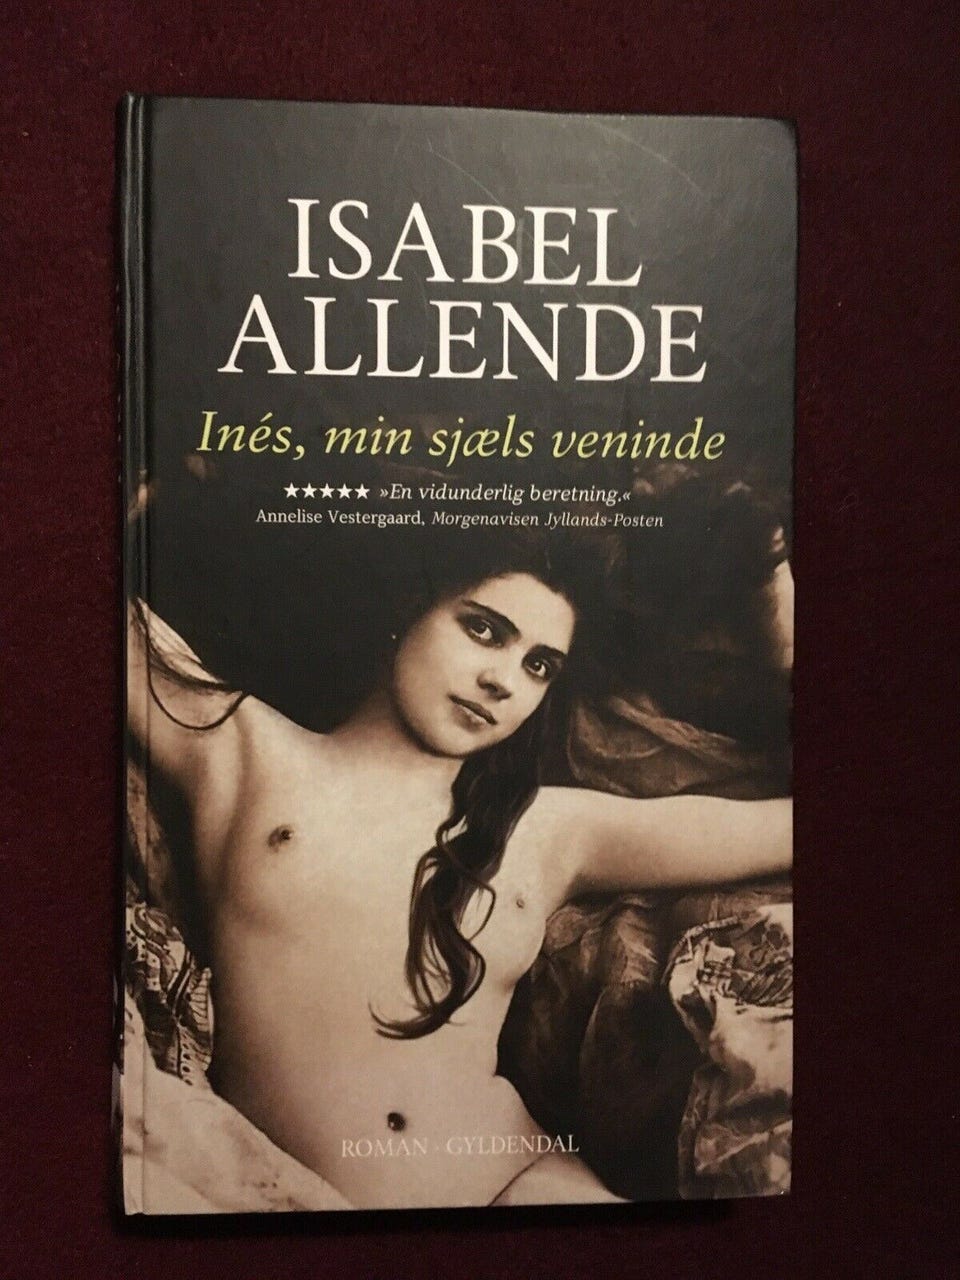 ISABEL
ALLENDE
Inés, min sjæls veninde
★★★★★ »En vidunderlig beretning.«
Annelise Vestergaard, Morgenavisen Jyllands-Posten
ROMAN · GYLDENDAL